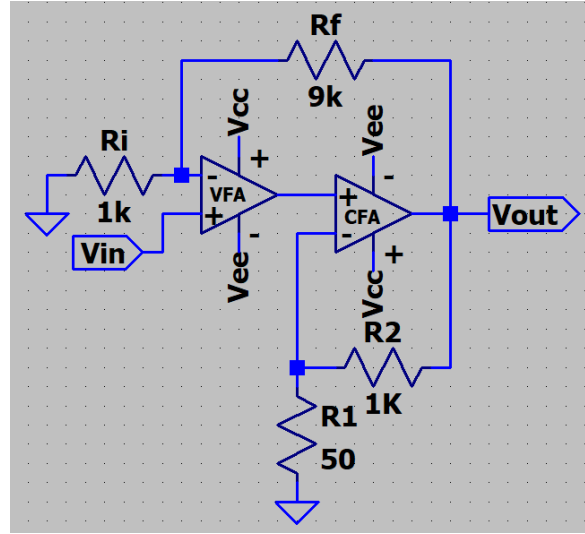 Rf
9k
Vcc
Vee
Ri
1k
-
+
VFA
+
-
Vee
+
CFA
-
-
+
Vcc
Vin
Vout
R2
1K
R1
50